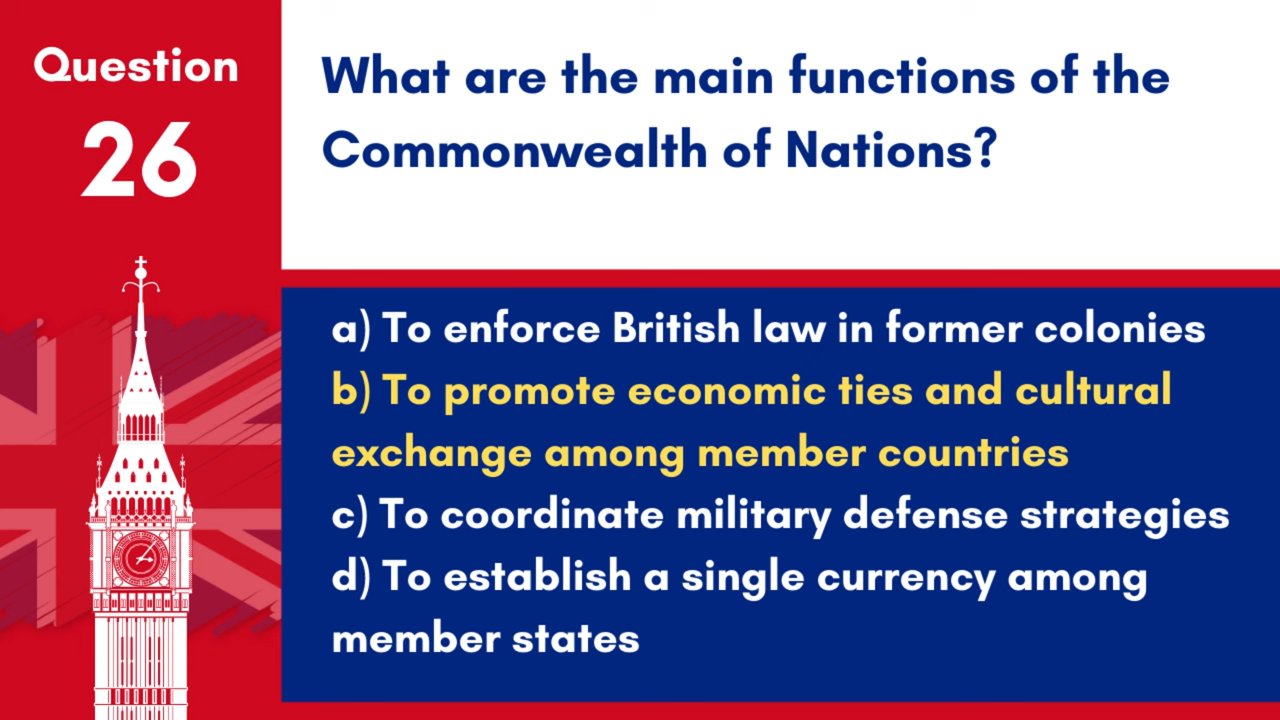 Question
26
What are the main functions of the
Commonwealth of Nations?
a) To enforce British law in former colonies
b) To promote economic ties and cultural
exchange among member countries
c) To coordinate military defense strategies
d) To establish a single currency among
member states